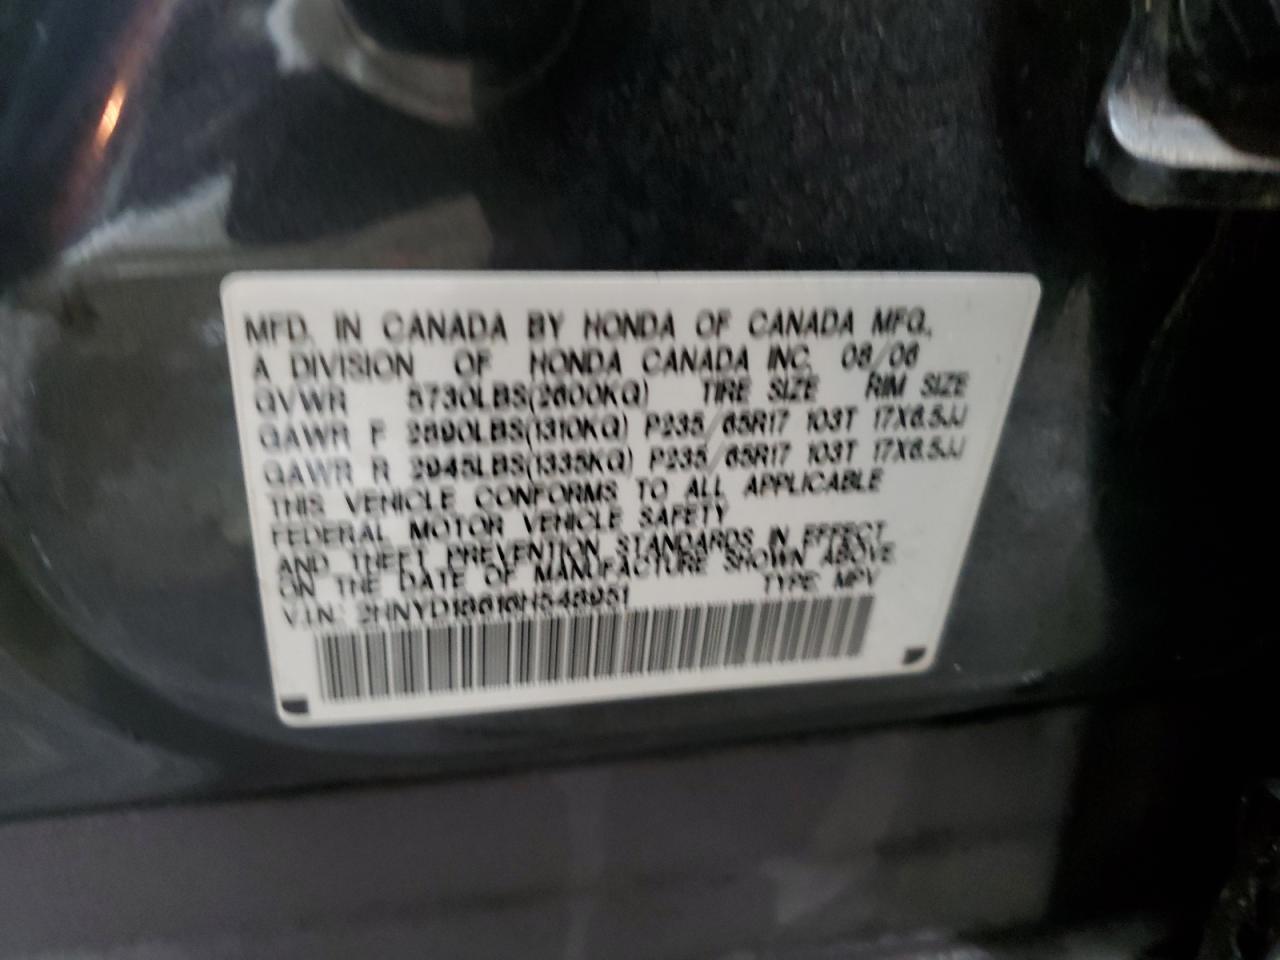 MFD. IN CANADA BY HONDA OF CANADA MFG.,
A DIVISION OF HONDA CANADA INC. 08/06
GVWR 5730LBS(2600KG) TIRE SIZE RIM SIZE
GAWR F 2890LBS(1310KG) P235/65R17 103T 17X6.5JJ
GAWR R 2945LBS(1335KG) P235/65R17 103T 17X6.5JJ
THIS VEHICLE CONFORMS TO ALL APPLICABLE
FEDERAL MOTOR VEHICLE SAFETY
AND THEFT PREVENTION STANDARDS IN EFFECT
ON THE DATE OF MANUFACTURE SHOWN ABOVE
V.I.N.: 2HNYD18616H548951 TYPE: MPV